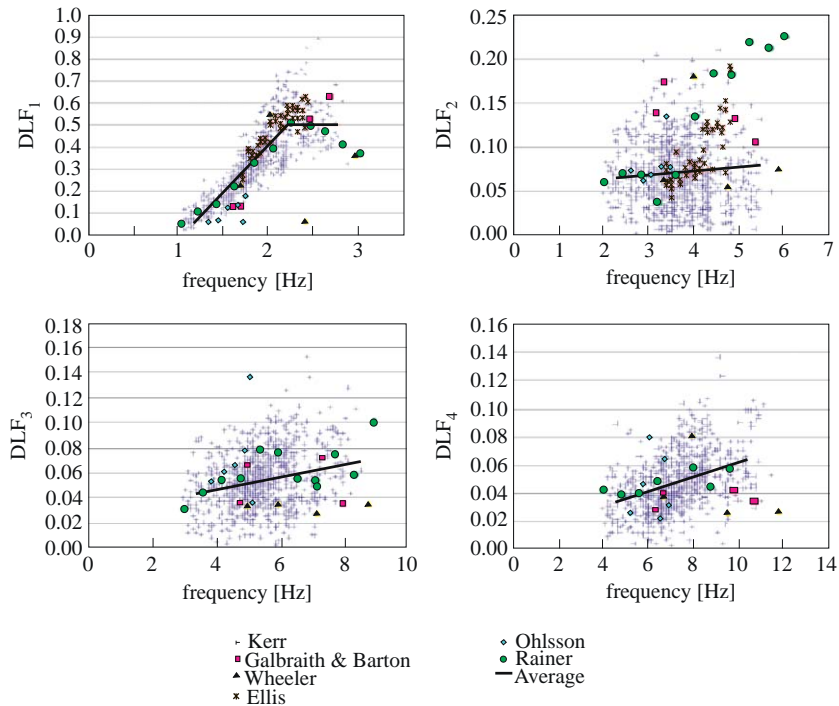 1.0
0.9
0.8
0.7
0.6
0.5
0.4
0.3
0.2
0.1
0.0
DLF1
0 1 2 3
frequency [Hz]
0.25
0.20
0.15
0.10
0.05
0.00
DLF2
0 1 2 3 4 5 6 7
frequency [Hz]
0.18
0.16
0.14
0.12
0.10
0.08
0.06
0.04
0.02
0.00
DLF3
0 2 4 6 8 10
frequency [Hz]
0.16
0.14
0.12
0.10
0.08
0.06
0.04
0.02
0.00
DLF4
0 2 4 6 8 10 12 14
frequency [Hz]
Kerr
Galbraith & Barton
Wheeler
Ellis
Ohlsson
Rainer
Average